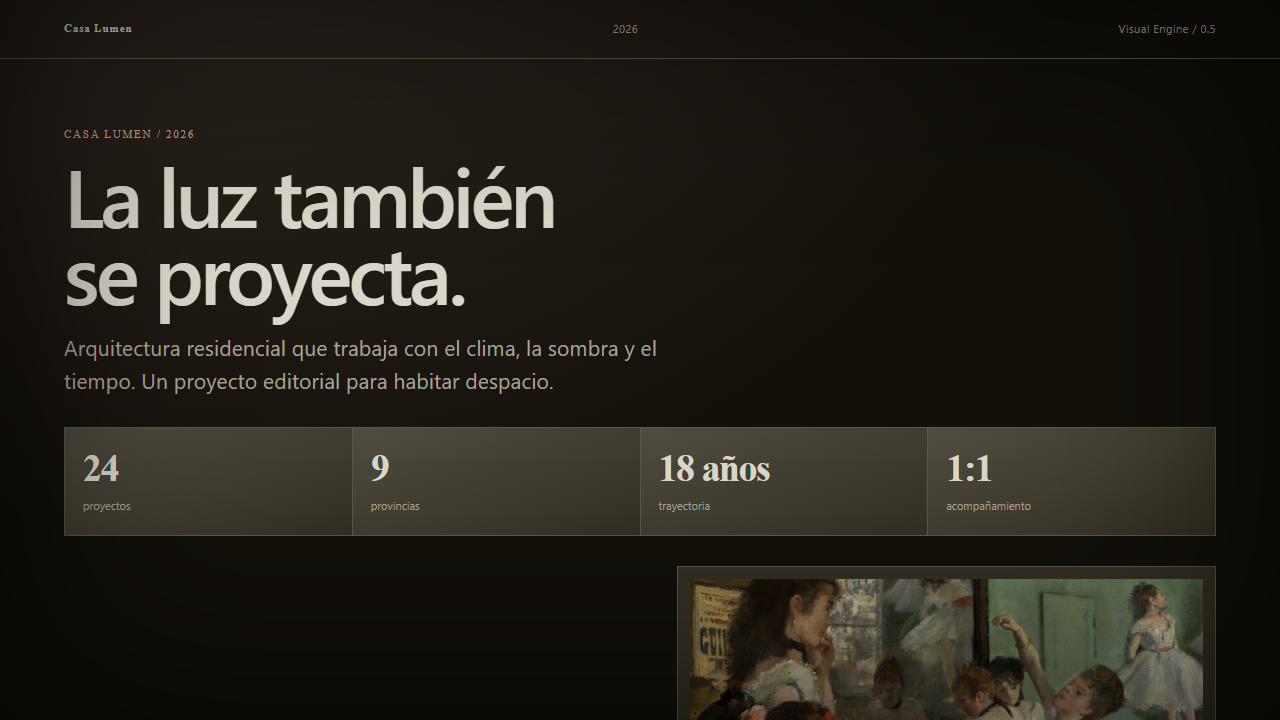 Casa Lumen
2026
Visual Engine / 0.5
CASA LUMEN / 2026
La luz también
se proyecta.
Arquitectura residencial que trabaja con el clima, la sombra y el
tiempo. Un proyecto editorial para habitar despacio.
24
proyectos
9
provincias
18 años
trayectoria
1:1
acompañamiento